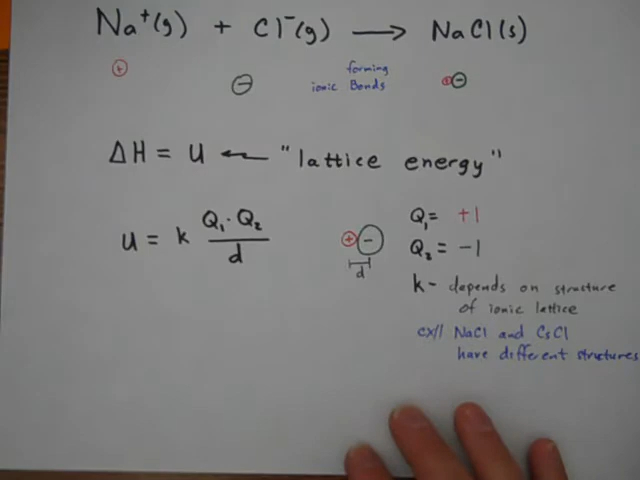 Na⁺(g) + Cl⁻(g) → NaCl(s)
+
−
forming
ionic Bonds
+ −
ΔH = U ← "lattice energy"
U = k Q₁·Q₂ / d
+ −
d
Q₁ = +1
Q₂ = −1
k- depends on structure
of ionic lattice
ex// NaCl and CsCl
have different structures